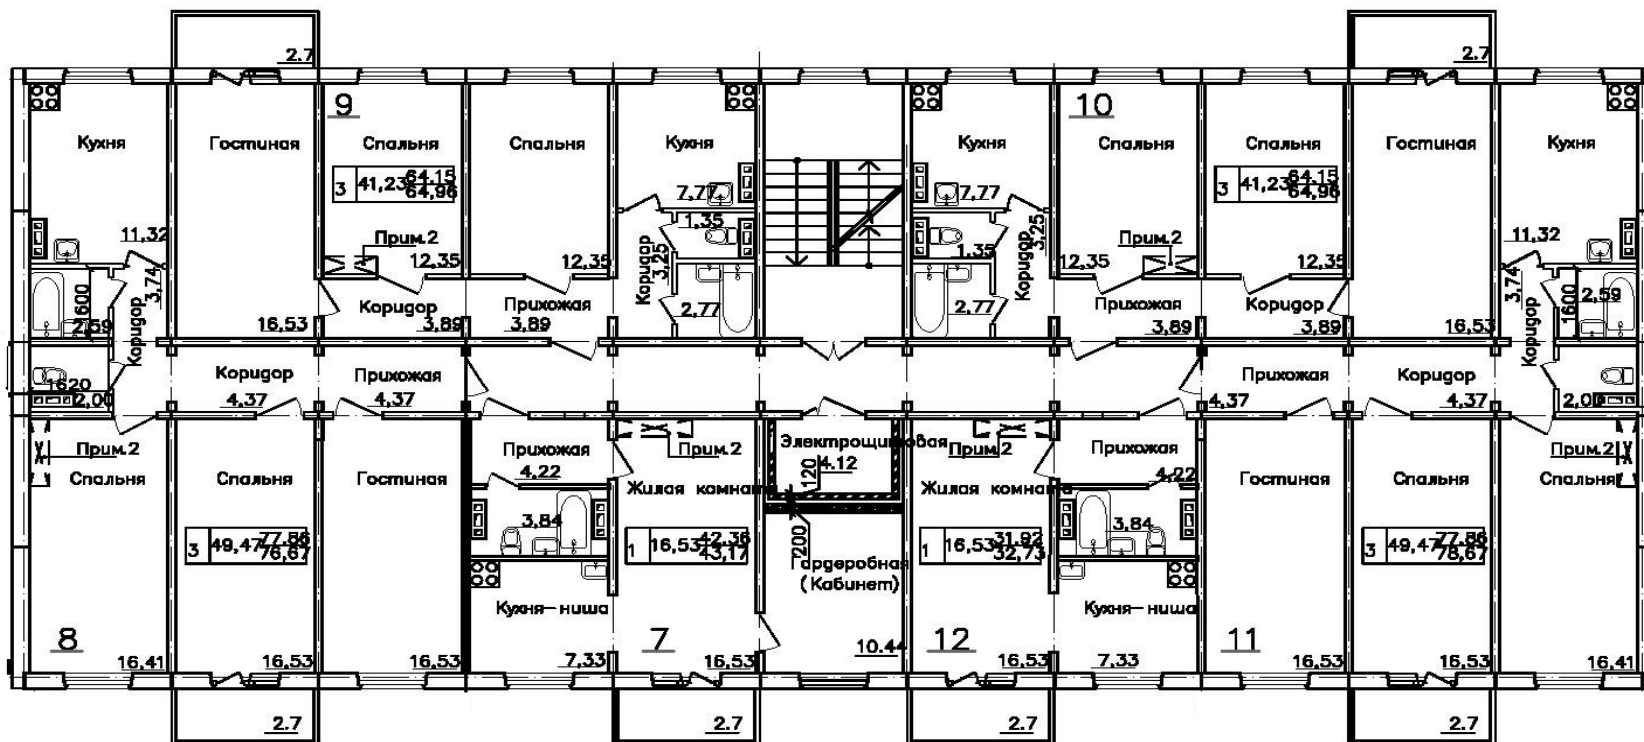 2.7
2.7
9
10
Кухня
Гостиная
Спальня
Спальня
Кухня
Кухня
Спальня
Спальня
Гостиная
Кухня
3 41,23 64.15
64,96
3 41,23 64.15
64,96
7,77
7,77
1,35
1.35
11,32
Прим.2
12,35
12,35
Коридор
3,25
Коридор
3,25
12,35
Прим.2
12,35
11,32
3,74
3,74
1600
2,59
Коридор
16,53
Коридор
3,89
Прихожая
3,89
2,77
2,77
Прихожая
3,89
Коридор
3,89
16,53
Коридор
1600
2,59
1620
2,00
Коридор
4,37
Прихожая
4,37
Прихожая
4,37
Коридор
4,37
Прим.2
Спальня
Спальня
Гостиная
Прихожая
4,22
Прим.2
Жилая комната
Электрощитовая
4.12
120
Прим.2
Жилая комната
Прихожая
4,22
Гостиная
Спальня
Прим.2
Спальня
3 49,47 77.86
76,67
3,84
1 16,53 42,36
43,17
200
1 16,53 31,92
32,73
3,84
3 49,47 77.86
78,67
Гардеробная
(Кабинет)
Кухня-ниша
Кухня-ниша
8
7
12
11
16,41
16,53
16,53
7,33
16,53
10.44
16,53
7,33
16,53
16,53
16,41
2.7
2.7
2.7
2.7